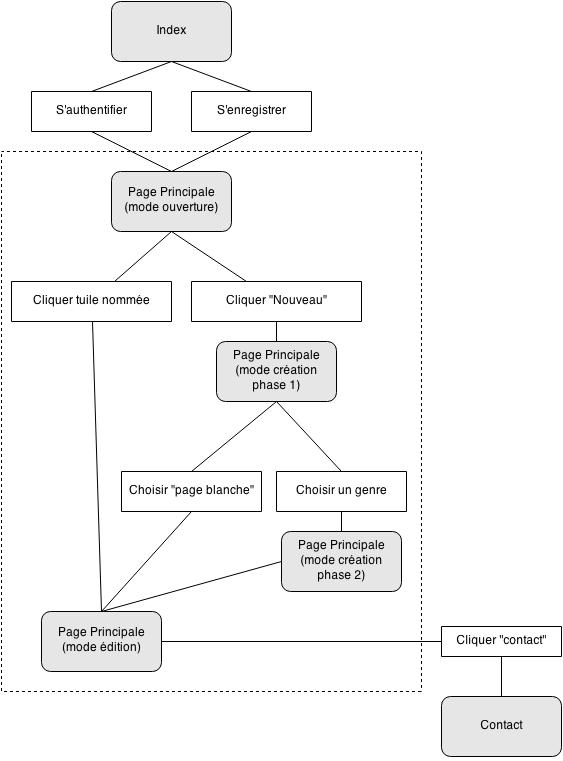 Index
S'authentifier
S'enregistrer
Page Principale
(mode ouverture)
Cliquer tuile nommée
Cliquer "Nouveau"
Page Principale
(mode création
phase 1)
Choisir "page blanche"
Choisir un genre
Page Principale
(mode création
phase 2)
Page Principale
(mode édition)
Cliquer "contact"
Contact